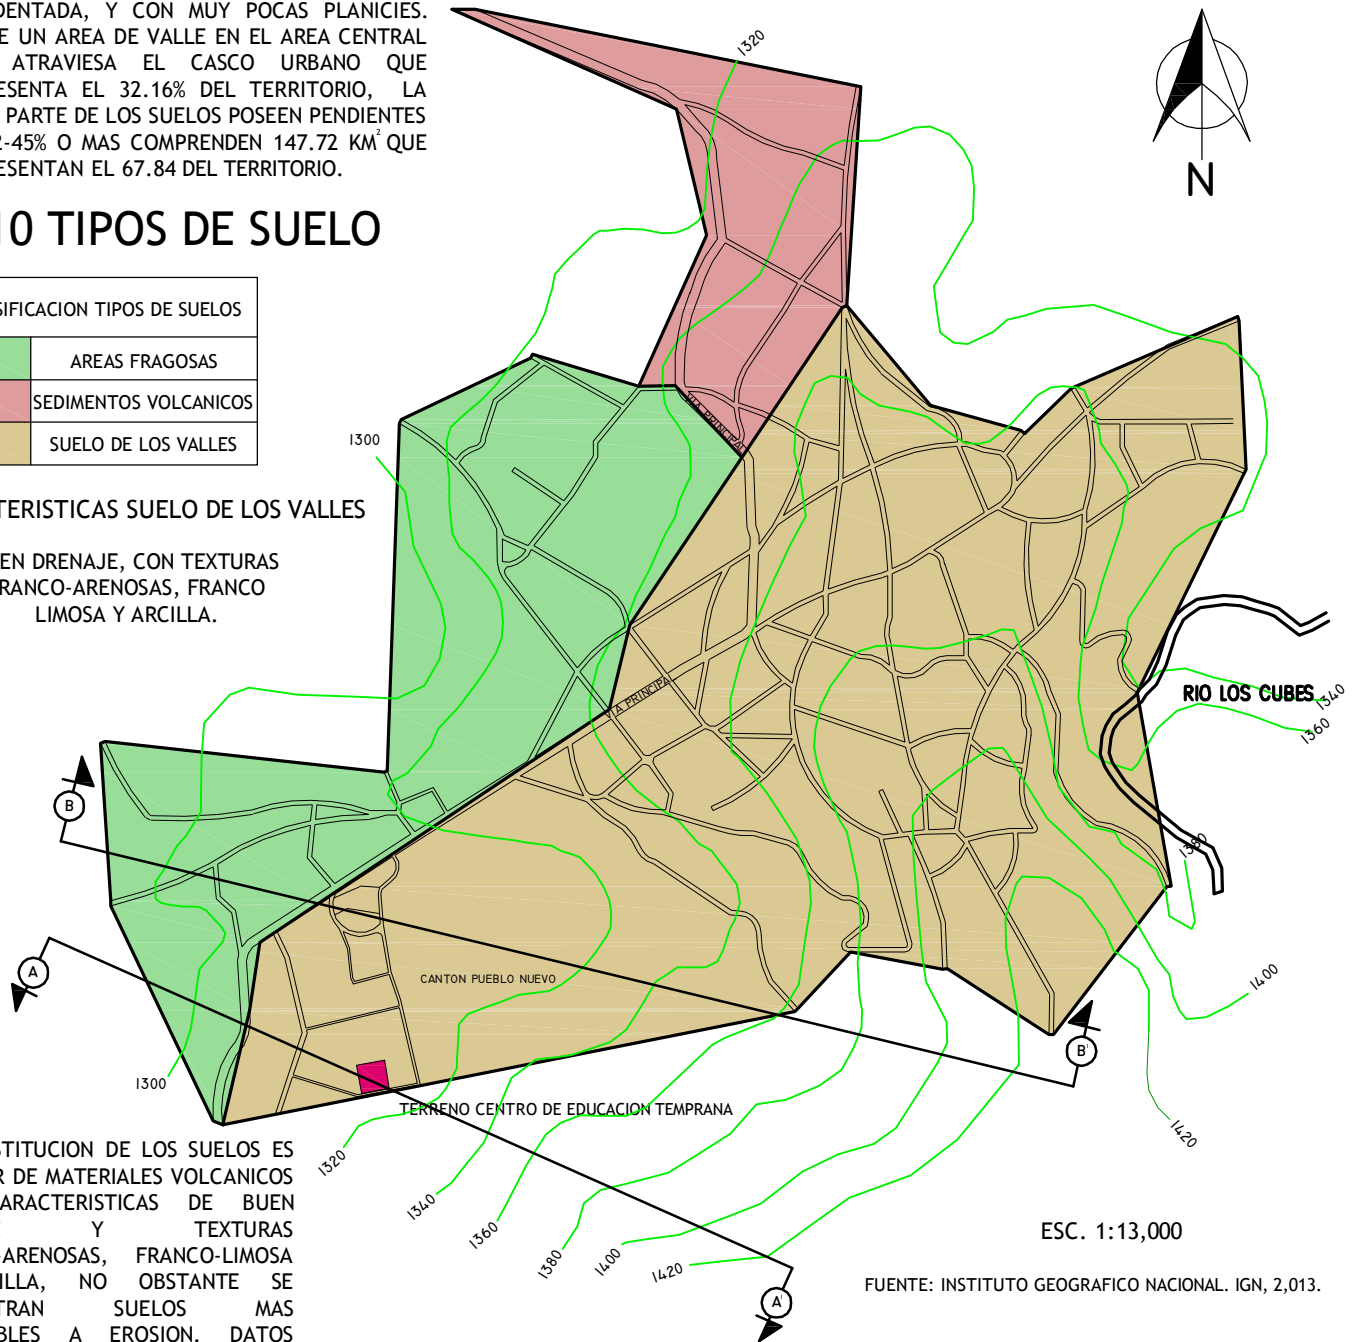 DENTADA, Y CON MUY POCAS PLANICIES.
E UN AREA DE VALLE EN EL AREA CENTRAL
ATRAVIESA EL CASCO URBANO QUE
ESENTA EL 32.16% DEL TERRITORIO, LA
PARTE DE LOS SUELOS POSEEN PENDIENTES
2-45% O MAS COMPRENDEN 147.72 KM² QUE
ESENTAN EL 67.84 DEL TERRITORIO.
10 TIPOS DE SUELO
SIFICACION TIPOS DE SUELOS
AREAS FRAGOSAS
SEDIMENTOS VOLCANICOS
SUELO DE LOS VALLES
TERISTICAS SUELO DE LOS VALLES
EN DRENAJE, CON TEXTURAS
RANCO-ARENOSAS, FRANCO
LIMOSA Y ARCILLA.
STITUCION DE LOS SUELOS ES
R DE MATERIALES VOLCANICOS
ARACTERISTICAS DE BUEN
Y TEXTURAS
-ARENOSAS, FRANCO-LIMOSA
ILLA, NO OBSTANTE SE
TRAN SUELOS MAS
BLES A EROSION. DATOS
N
1320
1300
VIA PRINCIPAL
VIA PRINCIPA
RIO LOS CUBES
1340
1360
1380
1400
1420
B
A
CANTON PUEBLO NUEVO
B'
1300
TERRENO CENTRO DE EDUCACION TEMPRANA
1320
1340
1360
1380
1400
1420
A'
ESC. 1:13,000
FUENTE: INSTITUTO GEOGRAFICO NACIONAL. IGN, 2,013.